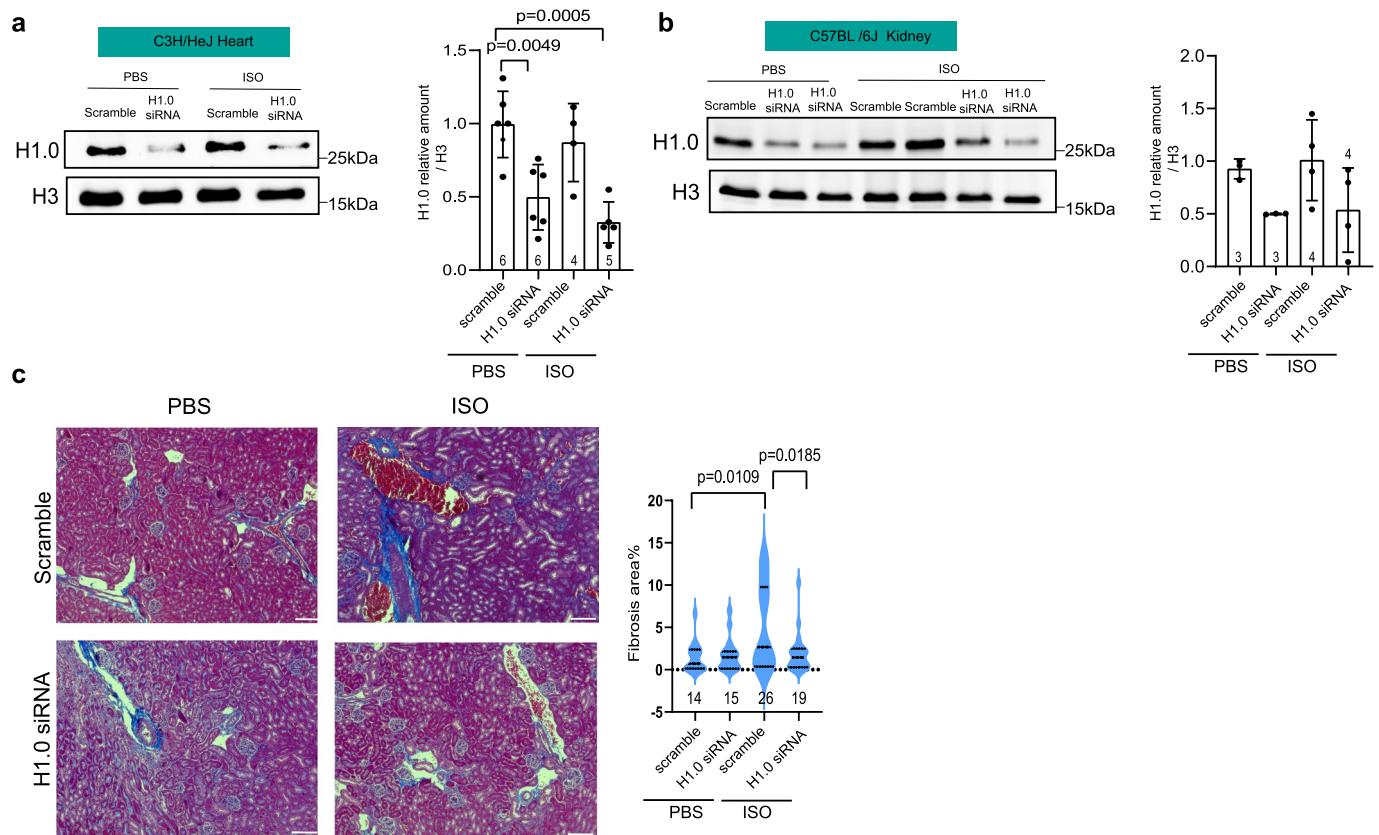 a
C3H/HeJ Heart
PBS ISO
Scramble H1.0 siRNA Scramble H1.0 siRNA
H1.0
25kDa
H3
15kDa
p=0.0005
p=0.0049
H1.0 relative amount / H3
1.5
1.0
0.5
0.0
6 6 4 5
scramble H1.0 siRNA scramble H1.0 siRNA
PBS ISO
b
C57BL /6J Kidney
PBS ISO
Scramble H1.0 siRNA H1.0 siRNA Scramble Scramble H1.0 siRNA H1.0 siRNA
H1.0
25kDa
H3
15kDa
H1.0 relative amount / H3
2.0
1.5
1.0
0.5
0.0
3 3 4 4
scramble H1.0 siRNA scramble H1.0 siRNA
PBS ISO
c
PBS ISO
Scramble
H1.0 siRNA
p=0.0185
p=0.0109
Fibrosis area%
20
15
10
5
0
-5
14 15 26 19
scramble H1.0 siRNA scramble H1.0 siRNA
PBS ISO